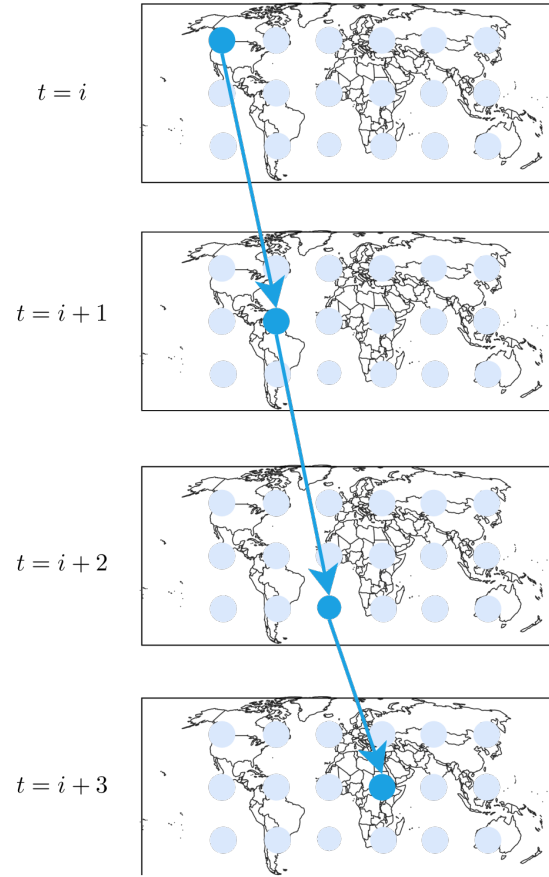 t = i
t = i + 1
t = i + 2
t = i + 3